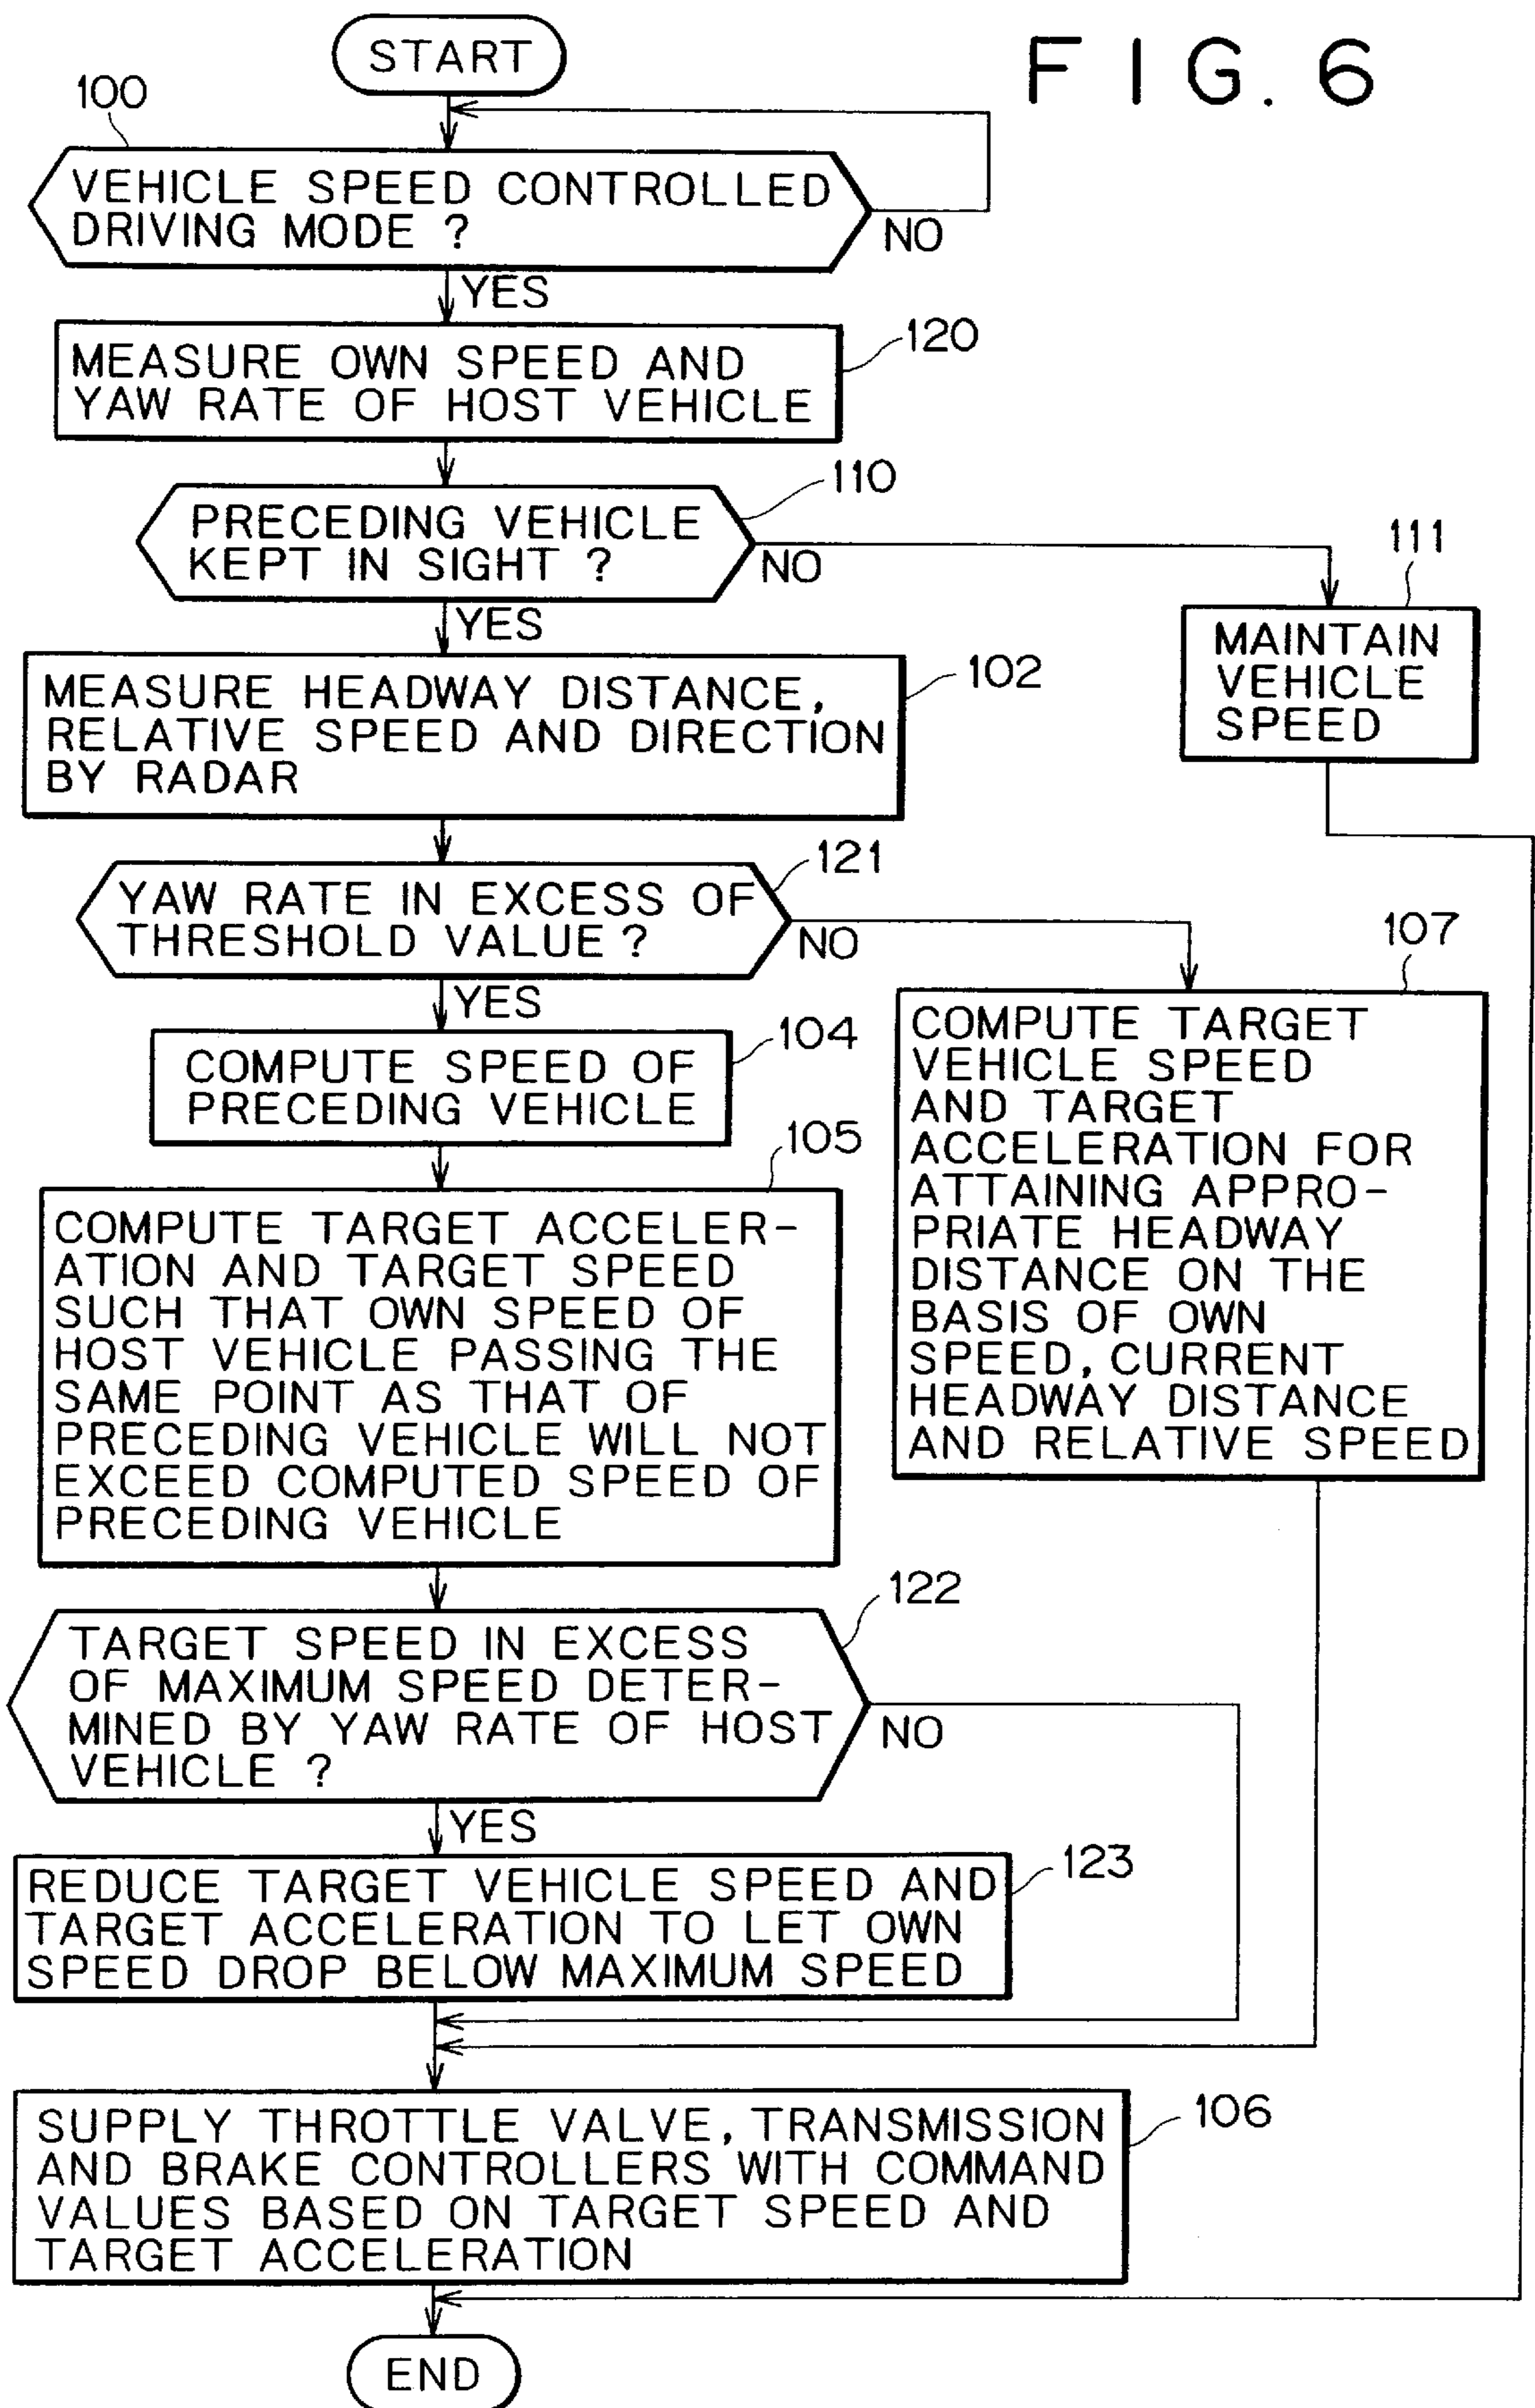 START
FIG. 6
100
VEHICLE SPEED CONTROLLED
DRIVING MODE ?
NO
YES
120
MEASURE OWN SPEED AND
YAW RATE OF HOST VEHICLE
110
PRECEDING VEHICLE
KEPT IN SIGHT ?
NO
YES
111
MAINTAIN
VEHICLE
SPEED
102
MEASURE HEADWAY DISTANCE,
RELATIVE SPEED AND DIRECTION
BY RADAR
121
YAW RATE IN EXCESS OF
THRESHOLD VALUE ?
NO
YES
107
COMPUTE TARGET
VEHICLE SPEED
AND TARGET
ACCELERATION FOR
ATTAINING APPRO-
PRIATE HEADWAY
DISTANCE ON THE
BASIS OF OWN
SPEED, CURRENT
HEADWAY DISTANCE
AND RELATIVE SPEED
104
COMPUTE SPEED OF
PRECEDING VEHICLE
105
COMPUTE TARGET ACCELER-
ATION AND TARGET SPEED
SUCH THAT OWN SPEED OF
HOST VEHICLE PASSING THE
SAME POINT AS THAT OF
PRECEDING VEHICLE WILL NOT
EXCEED COMPUTED SPEED OF
PRECEDING VEHICLE
122
TARGET SPEED IN EXCESS
OF MAXIMUM SPEED DETER-
MINED BY YAW RATE OF HOST
VEHICLE ?
NO
YES
123
REDUCE TARGET VEHICLE SPEED AND
TARGET ACCELERATION TO LET OWN
SPEED DROP BELOW MAXIMUM SPEED
106
SUPPLY THROTTLE VALVE, TRANSMISSION
AND BRAKE CONTROLLERS WITH COMMAND
VALUES BASED ON TARGET SPEED AND
TARGET ACCELERATION
END